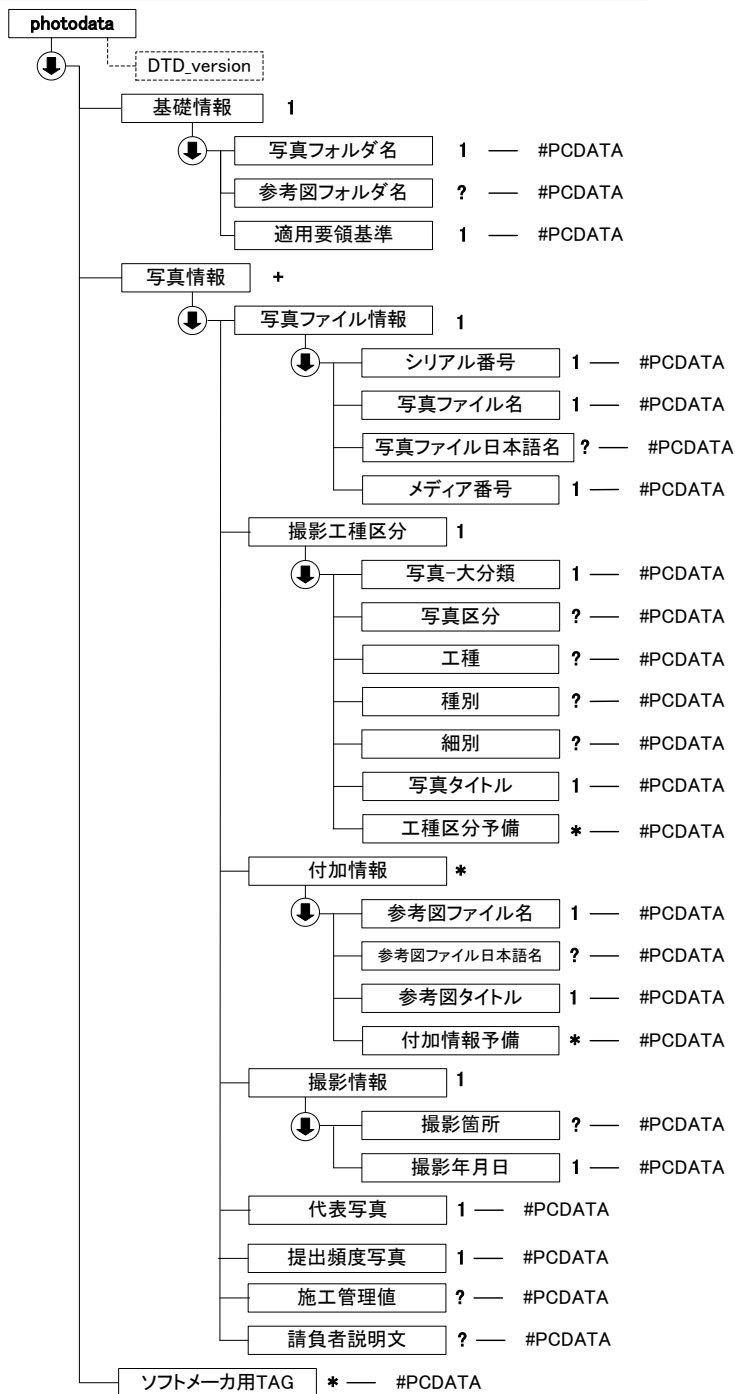 photodata
DTD_version
基礎情報 1
写真フォルダ名 1 #PCDATA
参考図フォルダ名 ? #PCDATA
適用要領基準 1 #PCDATA
写真情報 +
写真ファイル情報 1
シリアル番号 1 #PCDATA
写真ファイル名 1 #PCDATA
写真ファイル日本語名 ? #PCDATA
メディア番号 1 #PCDATA
撮影工種区分 1
写真-大分類 1 #PCDATA
写真区分 ? #PCDATA
工種 ? #PCDATA
種別 ? #PCDATA
細別 ? #PCDATA
写真タイトル 1 #PCDATA
工種区分予備 * #PCDATA
付加情報 *
参考図ファイル名 1 #PCDATA
参考図ファイル日本語名 ? #PCDATA
参考図タイトル 1 #PCDATA
付加情報予備 * #PCDATA
撮影情報 1
撮影箇所 ? #PCDATA
撮影年月日 1 #PCDATA
代表写真 1 #PCDATA
提出頻度写真 1 #PCDATA
施工管理値 ? #PCDATA
請負者説明文 ? #PCDATA
ソフトメーカ用TAG * #PCDATA